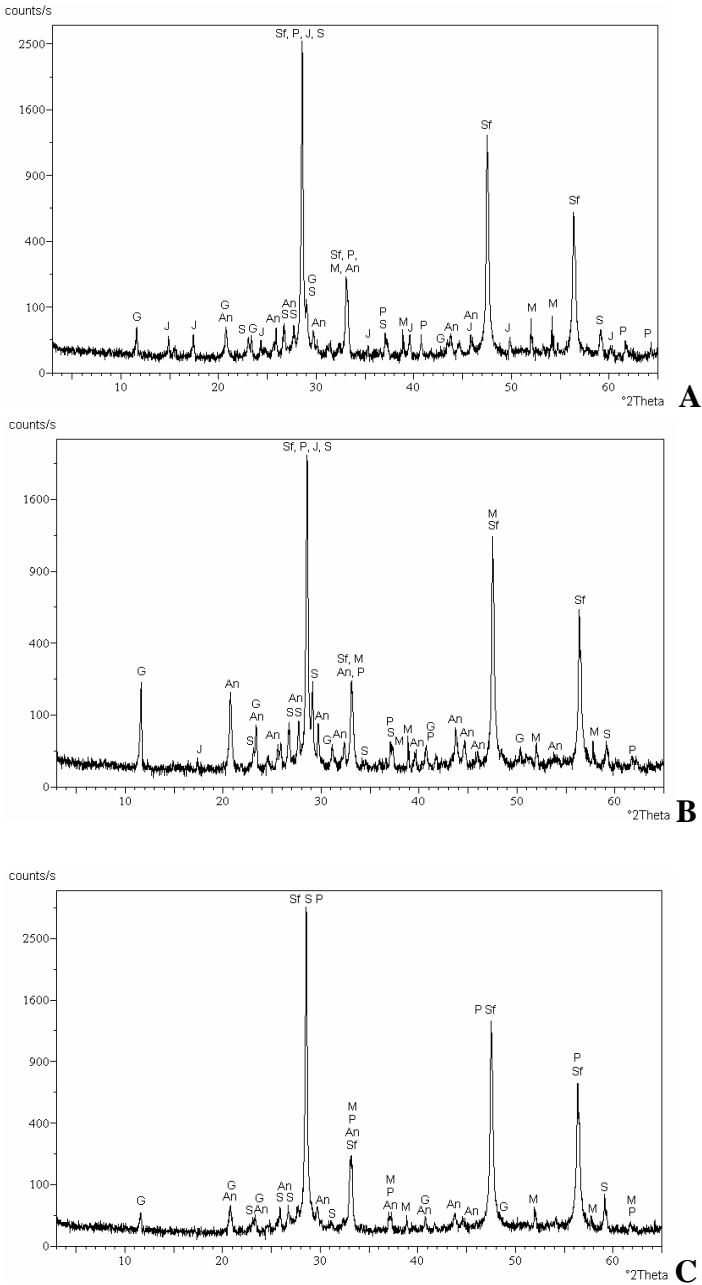 counts/s
Sf, P, J, S
2500
1600
Sf
900
Sf
400
Sf, P,
M, An
G
S
100
G
J
J
G
An
S
G
J
An
An
S S
An
J
P
S
M
J
P
G
An
An
J
J
M
M
S
J
P
P
0
10
20
30
40
50
60
°2Theta
A
counts/s
Sf, P, J, S
1600
M
Sf
900
Sf
400
Sf, M
An, P
G
An
S
100
J
G
An
S
An
An
S S
An
G
An
S
P
S
M
M
An
G
P
An
An
An
G
M
An
M
S
P
0
10
20
30
40
50
60
°2Theta
B
counts/s
Sf S P
2500
1600
P Sf
900
P
Sf
M
P
An
Sf
400
100
G
G
An
S
G
An
An
S S
An
S
M
P
An
M
G
An
An
An
G
M
M
S
M
P
0
10
20
30
40
50
60
°2Theta
C